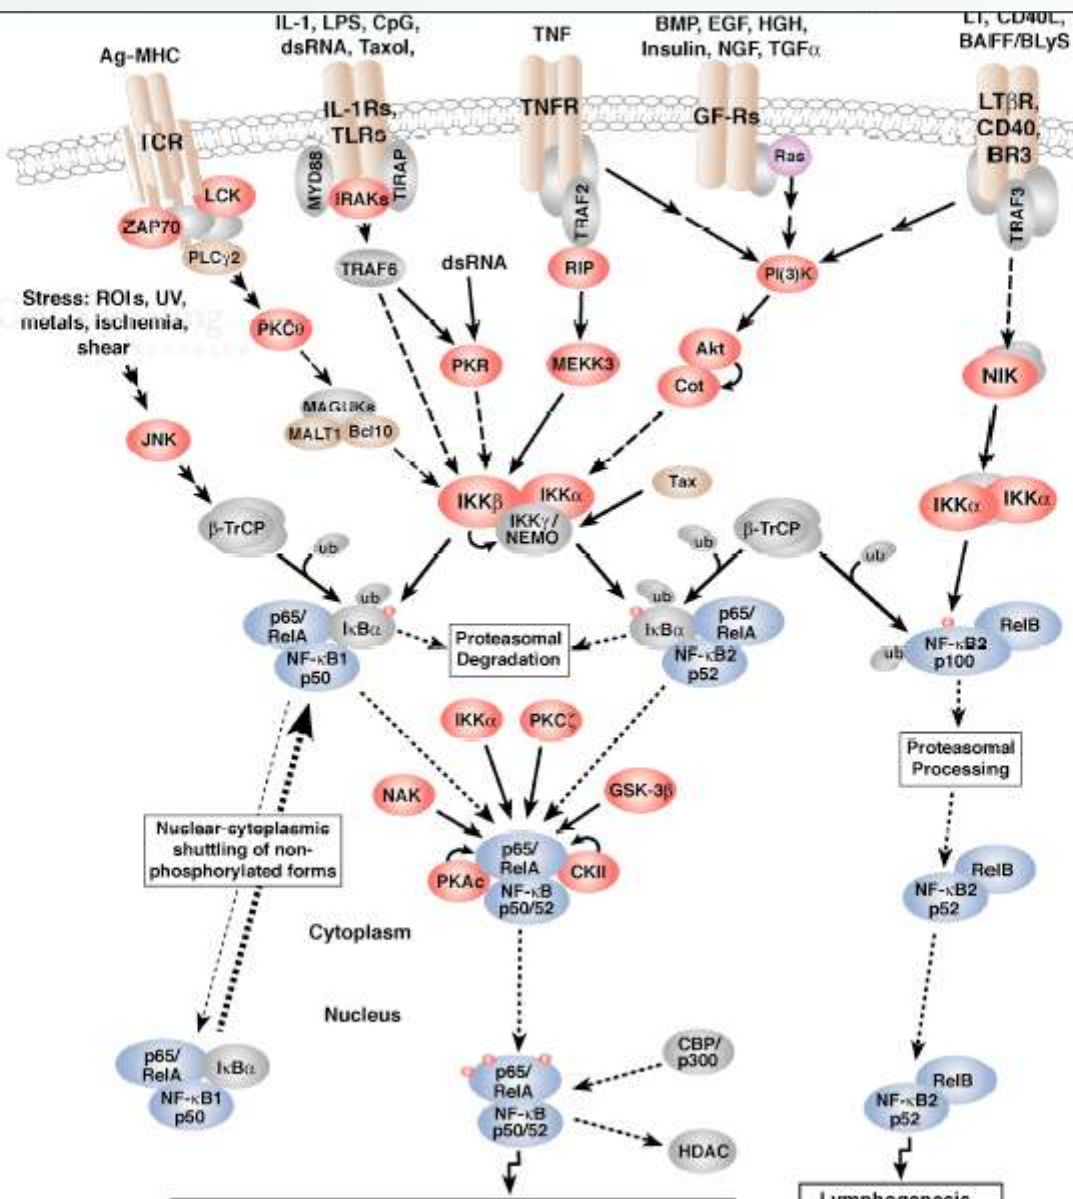 IL-1, LPS, CpG,
dsRNA, Taxol,
TNF
BMP, EGF, HGH,
Insulin, NGF, TGFα
LT, CD40L,
BAFF/BLyS
Ag-MHC
TCR
IL-1Rs,
TLRs
TNFR
GF-Rs
LTβR,
CD40,
BR3
MYD88
TIRAP
IRAKs
LCK
ZAP70
PLCγ2
TRAF2
Ras
TRAF3
TRAF6
dsRNA
RIP
PI(3)K
Stress: ROIs, UV,
metals, ischemia,
shear
PKCθ
PKR
MEKK3
Akt
Cot
NIK
MAGUKs
MALT1
Bcl10
JNK
IKKβ
IKKα
IKKγ/
NEMO
Tax
IKKα
IKKα
β-TrCP
ub
β-TrCP
ub
ub
ub
p65/
RelA
IκBα
NF-κB1
p50
Proteasomal
Degradation
ub
IκBα
p65/
RelA
NF-κB2
p52
ub
NF-κB2
p100
RelB
IKKα
PKCζ
NAK
GSK-3β
p65/
RelA
PKAc
CKII
NF-κB
p50/52
Proteasomal
Processing
Nuclear-cytoplasmic
shuttling of non-
phosphorylated forms
RelB
NF-κB2
p52
Cytoplasm
Nucleus
p65/
RelA
IκBα
NF-κB1
p50
p65/
RelA
NF-κB
p50/52
CBP/
p300
HDAC
RelB
NF-κB2
p52
Lymphogenesis